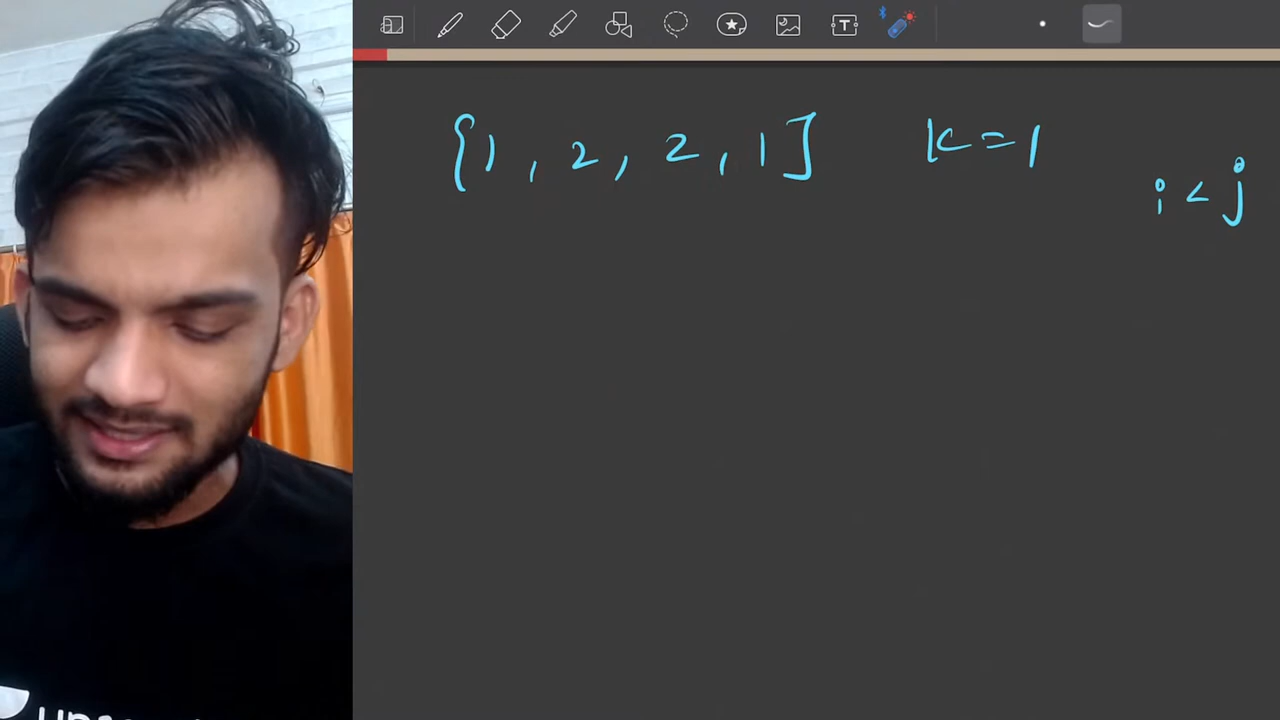 [1, 2, 2, 1] k=1
i < j